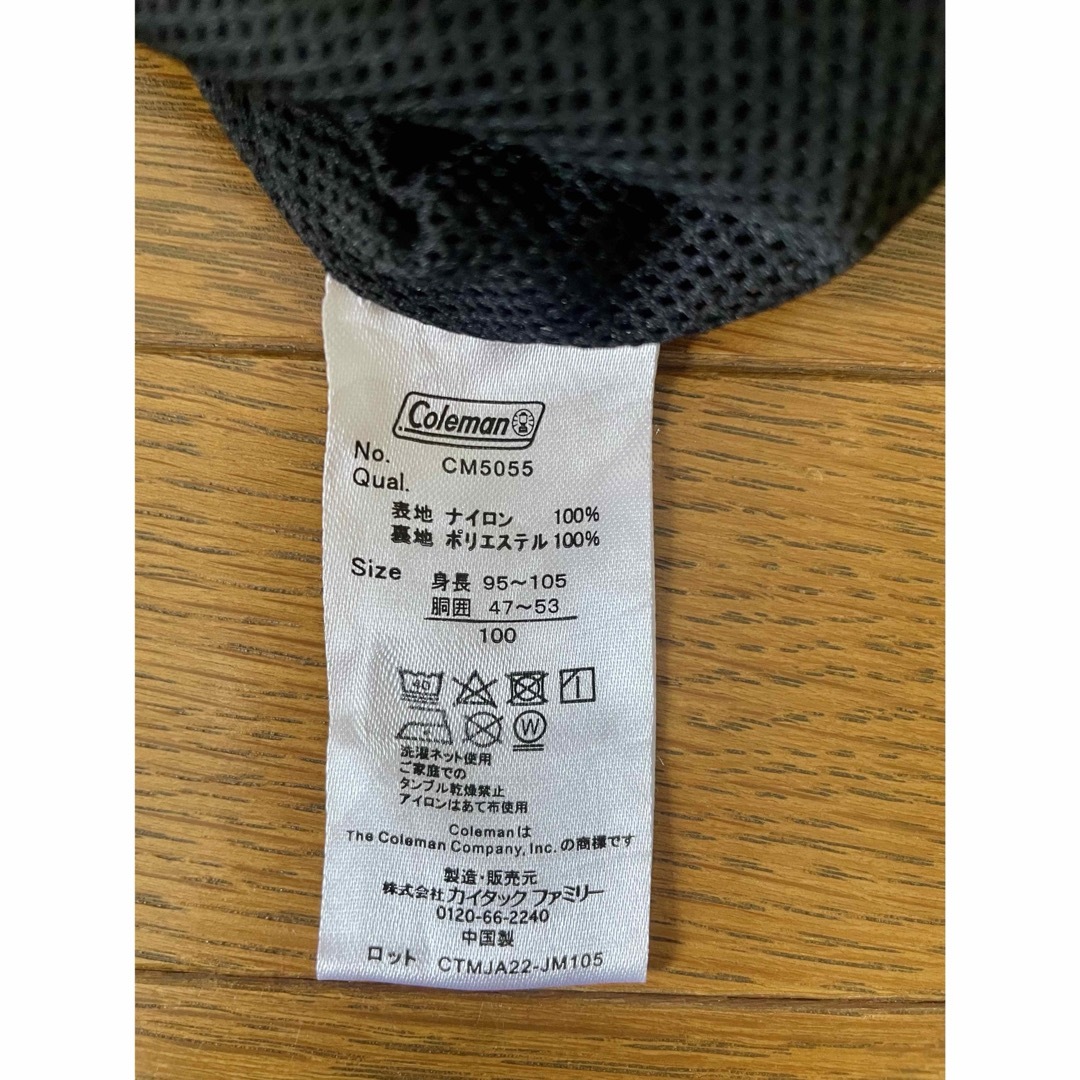 Coleman
No. CM5055
Qual.
表地 ナイロン 100%
裏地 ポリエステル 100%
Size 身長 95~105
胴囲 47~53
100
40
W
洗濯ネット使用
ご家庭での
タンブル乾燥禁止
アイロンはあて布使用
Colemanは
The Coleman Company, Inc. の商標です
製造・販売元
株式会社カイタック ファミリー
0120-66-2240
中国製
ロット CTMJA22-JM105